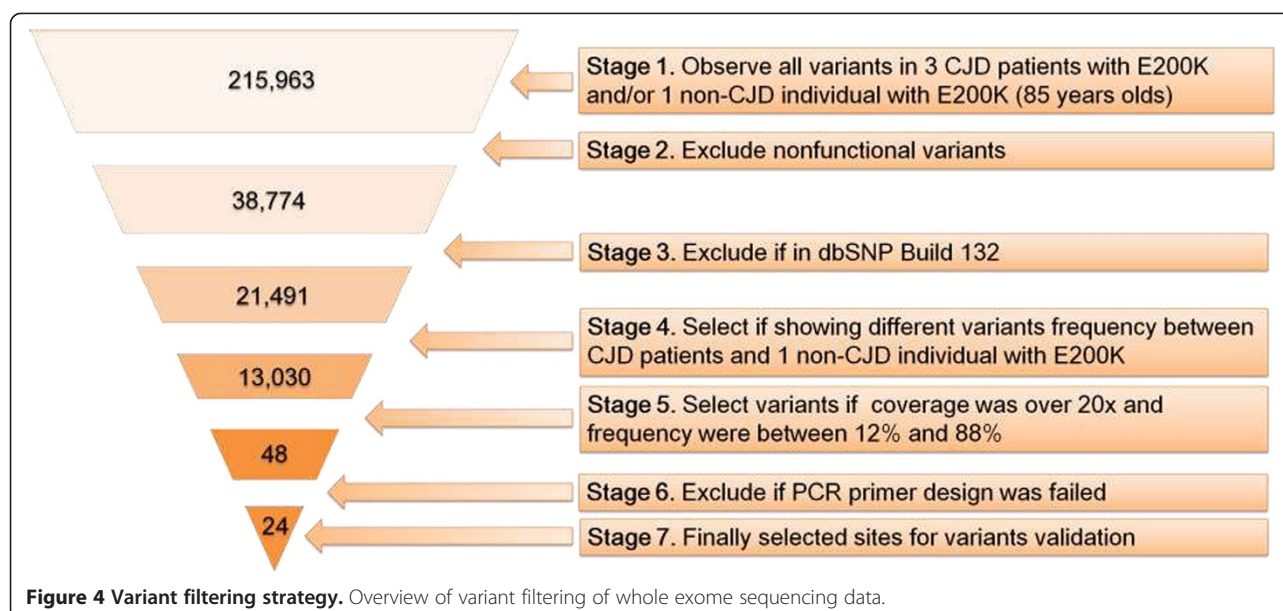 215,963
Stage 1. Observe all variants in 3 CJD patients with E200K
and/or 1 non-CJD individual with E200K (85 years olds)
Stage 2. Exclude nonfunctional variants
38,774
Stage 3. Exclude if in dbSNP Build 132
21,491
Stage 4. Select if showing different variants frequency between
CJD patients and 1 non-CJD individual with E200K
13,030
Stage 5. Select variants if coverage was over 20x and
frequency were between 12% and 88%
48
Stage 6. Exclude if PCR primer design was failed
24
Stage 7. Finally selected sites for variants validation
Figure 4 Variant filtering strategy. Overview of variant filtering of whole exome sequencing data.